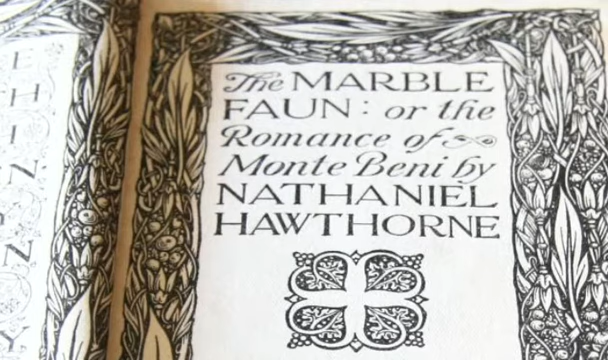 The MARBLE
FAUN: or the
Romance of
Monte Beni by
NATHANIEL
HAWTHORNE